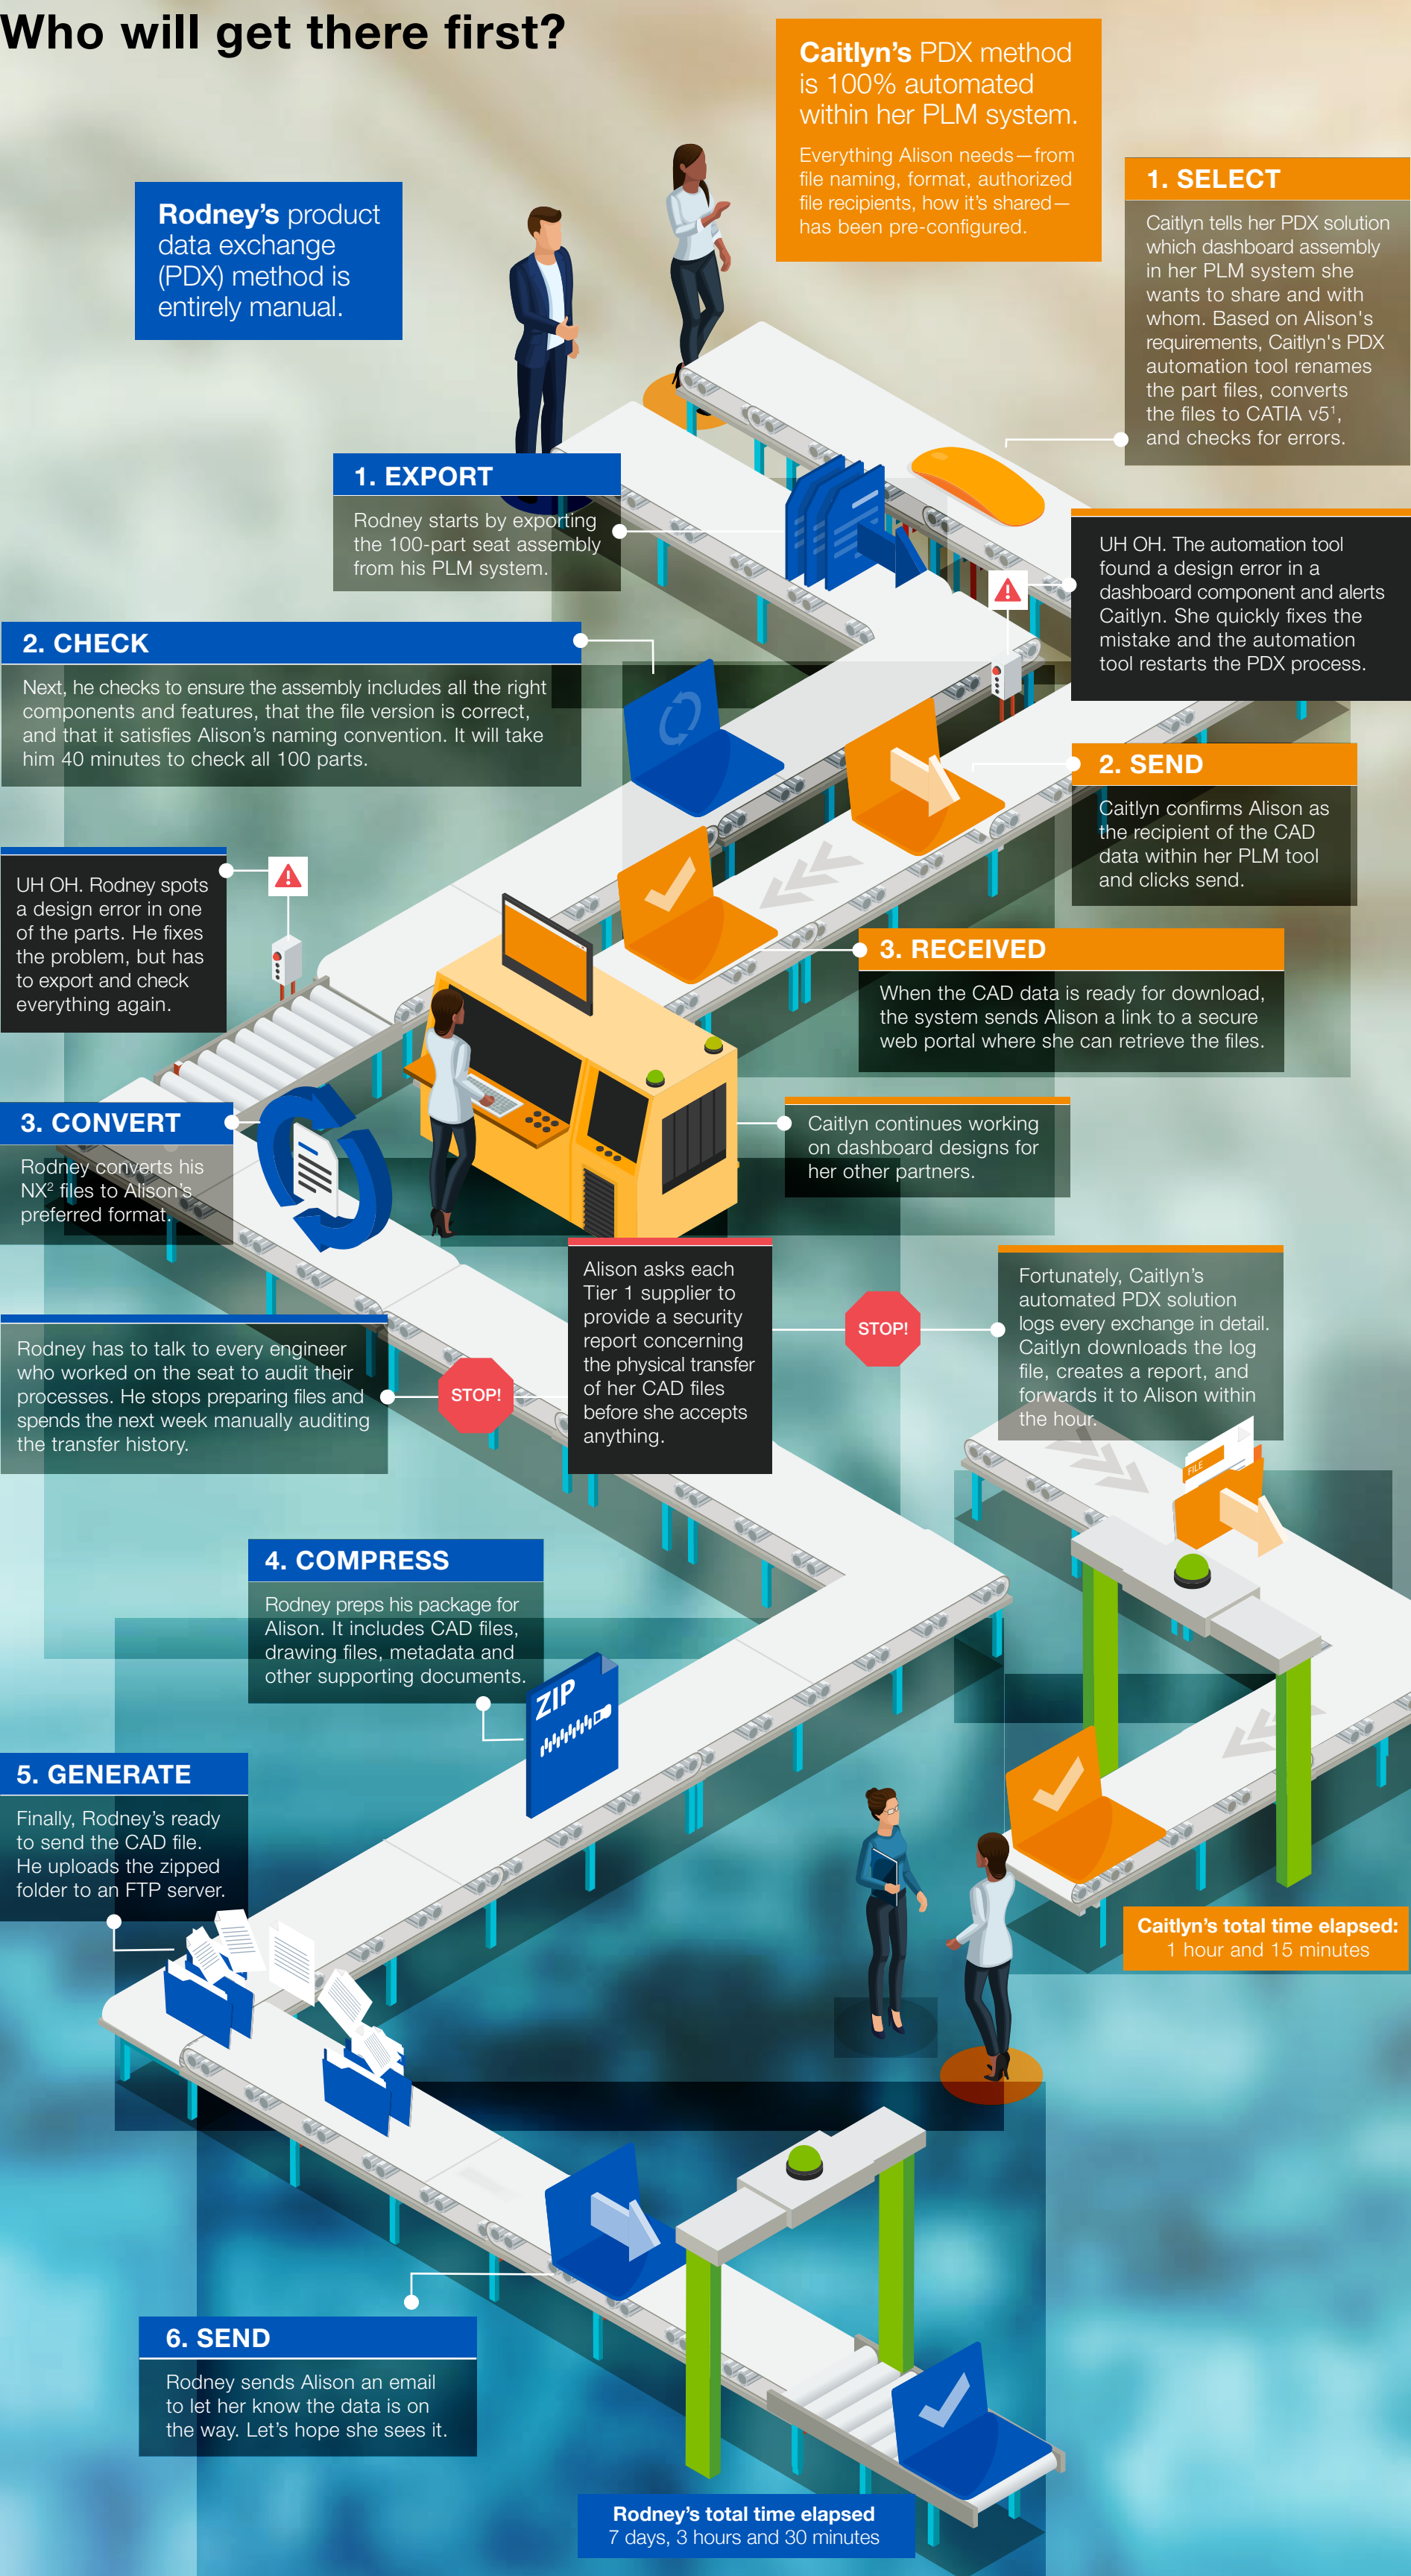 Who will get there first?
Rodney's product
data exchange
(PDX) method is
entirely manual.
Caitlyn's PDX method
is 100% automated
within her PLM system.
Everything Alison needs—from
file naming, format, authorized
file recipients, how it's shared—
has been pre-configured.
1. SELECT
Caitlyn tells her PDX solution
which dashboard assembly
in her PLM system she
wants to share and with
whom. Based on Alison's
requirements, Caitlyn's PDX
automation tool renames
the part files, converts
the files to CATIA v5¹,
and checks for errors.
1. EXPORT
Rodney starts by exporting
the 100-part seat assembly
from his PLM system.
UH OH. The automation tool
found a design error in a
dashboard component and alerts
Caitlyn. She quickly fixes the
mistake and the automation
tool restarts the PDX process.
2. CHECK
Next, he checks to ensure the assembly includes all the right
components and features, that the file version is correct,
and that it satisfies Alison's naming convention. It will take
him 40 minutes to check all 100 parts.
2. SEND
Caitlyn confirms Alison as
the recipient of the CAD
data within her PLM tool
and clicks send.
UH OH. Rodney spots
a design error in one
of the parts. He fixes
the problem, but has
to export and check
everything again.
3. RECEIVED
When the CAD data is ready for download,
the system sends Alison a link to a secure
web portal where she can retrieve the files.
3. CONVERT
Rodney converts his
NX² files to Alison's
preferred format.
Caitlyn continues working
on dashboard designs for
her other partners.
Alison asks each
Tier 1 supplier to
provide a security
report concerning
the physical transfer
of her CAD files
before she accepts
anything.
STOP!
Fortunately, Caitlyn's
automated PDX solution
logs every exchange in detail.
Caitlyn downloads the log
file, creates a report, and
forwards it to Alison within
the hour.
Rodney has to talk to every engineer
who worked on the seat to audit their
processes. He stops preparing files and
spends the next week manually auditing
the transfer history.
STOP!
FILE
4. COMPRESS
Rodney preps his package for
Alison. It includes CAD files,
drawing files, metadata and
other supporting documents.
ZIP
5. GENERATE
Finally, Rodney's ready
to send the CAD file.
He uploads the zipped
folder to an FTP server.
Caitlyn's total time elapsed:
1 hour and 15 minutes
6. SEND
Rodney sends Alison an email
to let her know the data is on
the way. Let's hope she sees it.
Rodney's total time elapsed
7 days, 3 hours and 30 minutes